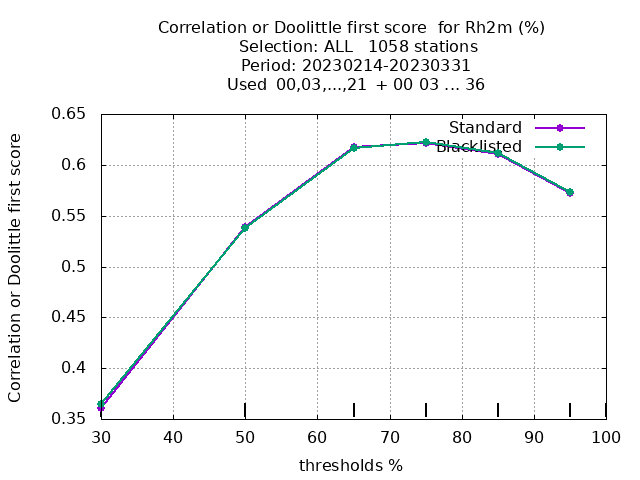 Correlation or Doolittle first score  for Rh2m (%)
Selection: ALL   1058 stations
Period: 20230214-20230331
Used  00,03,...,21  + 00 03 ... 36
Standard
Blacklisted
Correlation or Doolittle first score
0.65
0.6
0.55
0.5
0.45
0.4
0.35
30 40 50 60 70 80 90 100
thresholds %